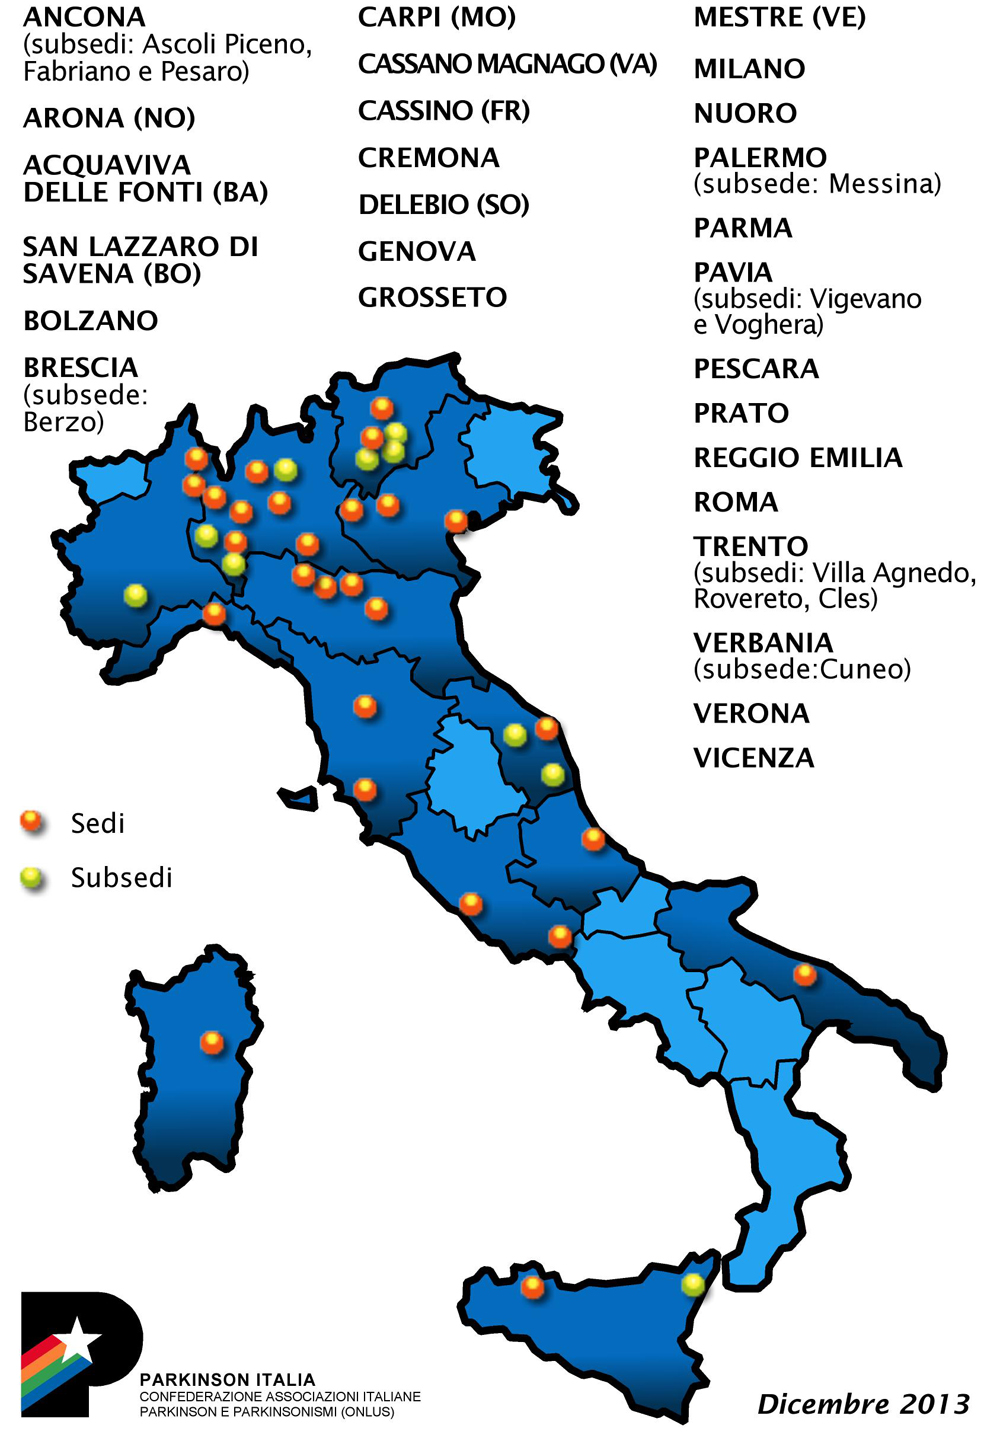 ANCONA
(subsedi: Ascoli Piceno,
Fabriano e Pesaro)
ARONA (NO)
ACQUAVIVA
DELLE FONTI (BA)
SAN LAZZARO DI
SAVENA (BO)
BOLZANO
BRESCIA
(subsede:
Berzo)
CARPI (MO)
CASSANO MAGNAGO (VA)
CASSINO (FR)
CREMONA
DELEBIO (SO)
GENOVA
GROSSETO
MESTRE (VE)
MILANO
NUORO
PALERMO
(subsede: Messina)
PARMA
PAVIA
(subsedi: Vigevano
e Voghera)
PESCARA
PRATO
REGGIO EMILIA
ROMA
TRENTO
(subsedi: Villa Agnedo,
Rovereto, Cles)
VERBANIA
(subsede:Cuneo)
VERONA
VICENZA
Sedi
Subsedi
PARKINSON ITALIA
CONFEDERAZIONE ASSOCIAZIONI ITALIANE
PARKINSON E PARKINSONISMI (ONLUS)
Dicembre 2013